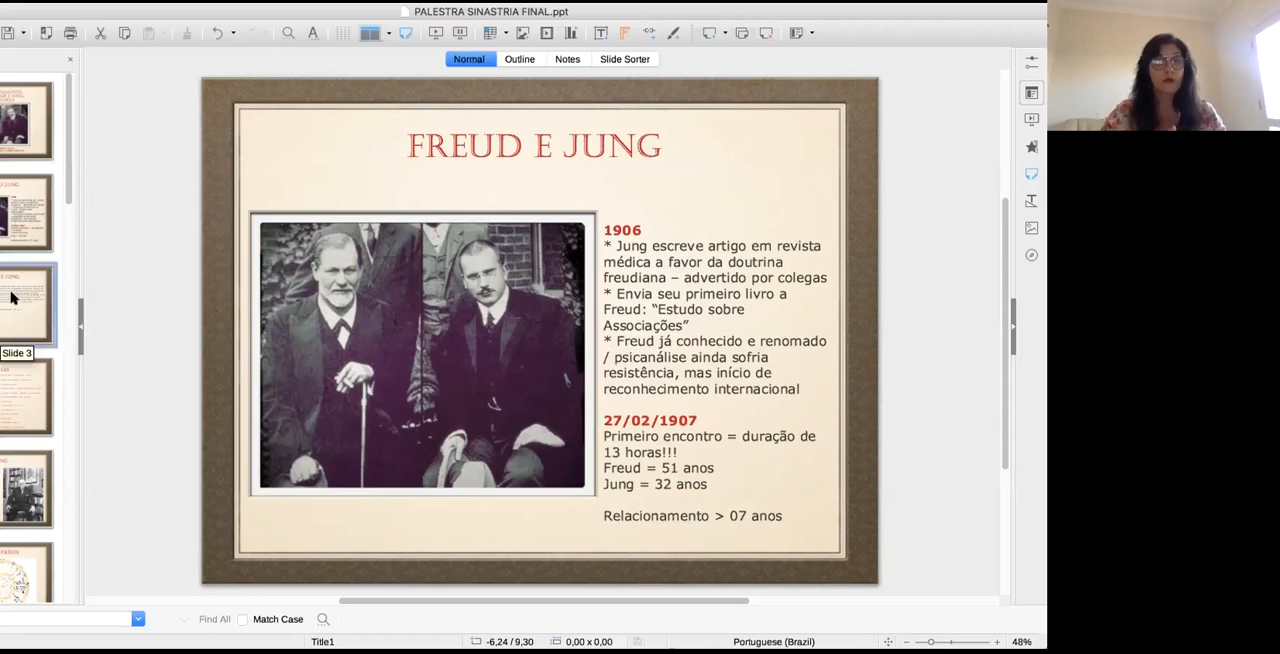 PALESTRA SINASTRIA FINAL.ppt
Normal
Outline
Notes
Slide Sorter
FREUD E JUNG
1906
* Jung escreve artigo em revista
médica a favor da doutrina
freudiana – advertido por colegas
* Envia seu primeiro livro a
Freud: “Estudo sobre
Associações”
* Freud já conhecido e renomado
/ psicanálise ainda sofria
resistência, mas início de
reconhecimento internacional
27/02/1907
Primeiro encontro = duração de
13 horas!!!
Freud = 51 anos
Jung = 32 anos
Relacionamento > 07 anos
Slide 3
Find All
Match Case
Title1
-6,24 / 9,30
0,00 x 0,00
Portuguese (Brazil)
48%